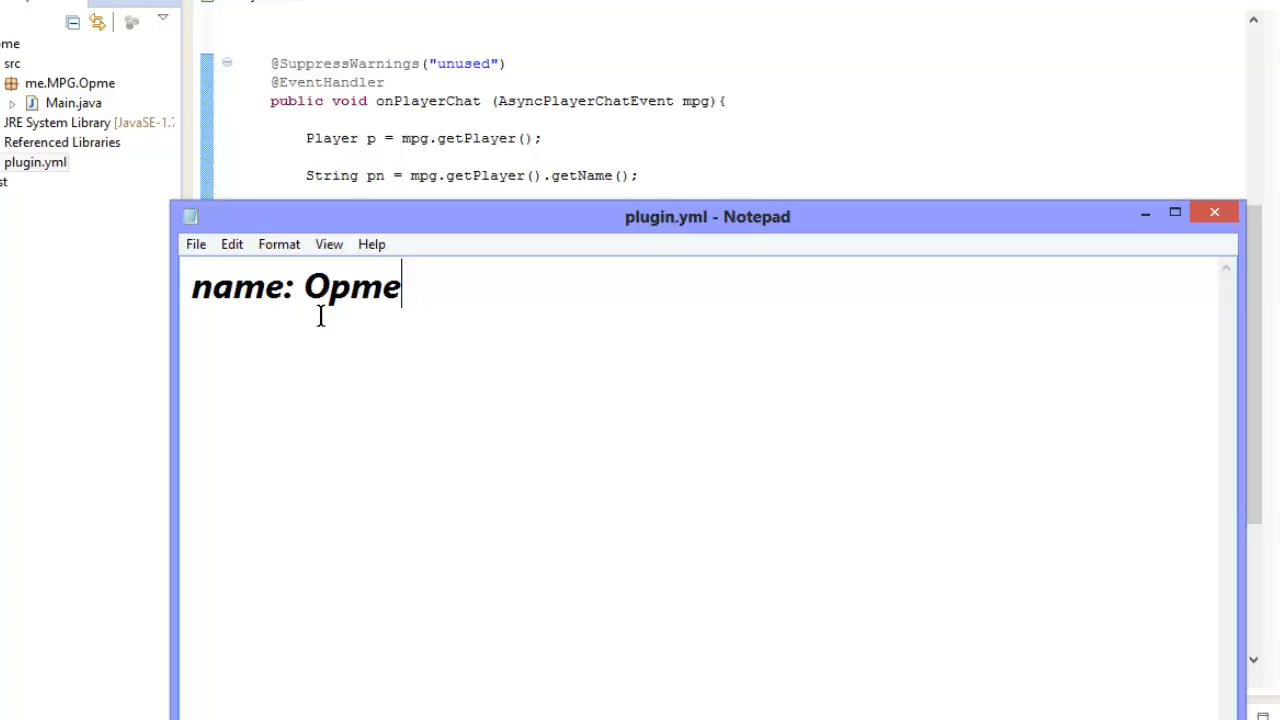 me
src
me.MPG.Opme
Main.java
JRE System Library [JavaSE-1.7
Referenced Libraries
plugin.yml
st
@SuppressWarnings("unused")
@EventHandler
public void onPlayerChat (AsyncPlayerChatEvent mpg){
Player p = mpg.getPlayer();
String pn = mpg.getPlayer().getName();
plugin.yml - Notepad
File Edit Format View Help
name: Opme